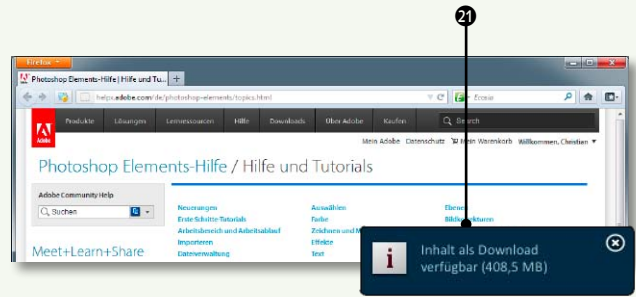 21
Firefox
Photoshop Elements-Hilfe | Hilfe und Tu...
helpx.adobe.com/de/photoshop-elements/topics.html
Ecosia
Adobe
Produkte Lösungen Lernressourcen Hilfe Downloads Über Adobe Kaufen Search
Mein Adobe Datenschutz Mein Warenkorb Willkommen, Christian
Photoshop Elements-Hilfe / Hilfe und Tutorials
Adobe Community Help
Suchen
Meet+Learn+Share
Neuerungen Auswählen
Erste Schritte-Tutorials Farbe
Arbeitsbereich und Arbeitsablauf Zeichnen und
Importieren Effekte
Dateiverwaltung Text
i
Inhalt als Download
verfügbar (408,5 MB)